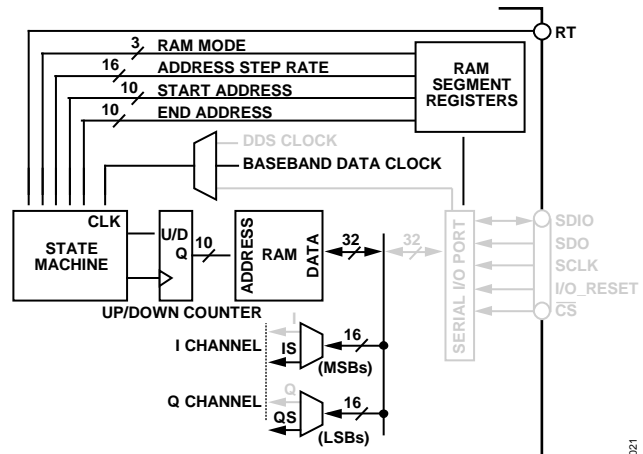 RT
3 RAM MODE
16 ADDRESS STEP RATE
10 START ADDRESS
10 END ADDRESS
RAM
SEGMENT
REGISTERS
DDS CLOCK
BASEBAND DATA CLOCK
CLK
STATE
MACHINE
U/D
Q
10
ADDRESS
RAM
DATA
32
32
SERIAL I/O PORT
SDIO
SDO
SCLK
I/O_RESET
CS
UP/DOWN COUNTER
I
I CHANNEL
IS
16
(MSBs)
Q
Q CHANNEL
QS
16
(LSBs)
021